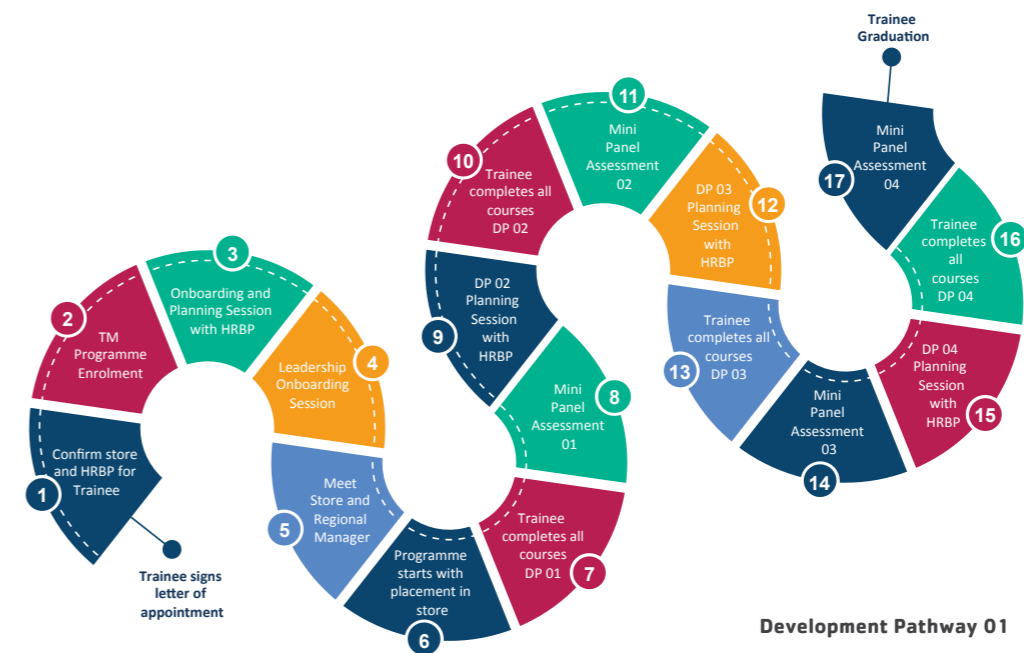 Trainee signs
letter of
appointment
1
Confirm store
and HRBP for
Trainee
2
TM
Programme
Enrolment
3
Onboarding and
Planning Session
with HRBP
4
Leadership
Onboarding
Session
5
Meet
Store and
Regional
Manager
6
Programme
starts with
placement in
store
7
Trainee
completes all
courses
DP 01
8
Mini
Panel
Assessment
01
9
DP 02
Planning
Session
with
HRBP
10
Trainee
completes all
courses
DP 02
11
Mini
Panel
Assessment
02
12
DP 03
Planning
Session
with
HRBP
13
Trainee
completes all
courses
DP 03
14
Mini
Panel
Assessment
03
15
DP 04
Planning
Session
with
HRBP
16
Trainee
completes
all
courses
DP 04
17
Mini
Panel
Assessment
04
Trainee
Graduation
Development Pathway 01